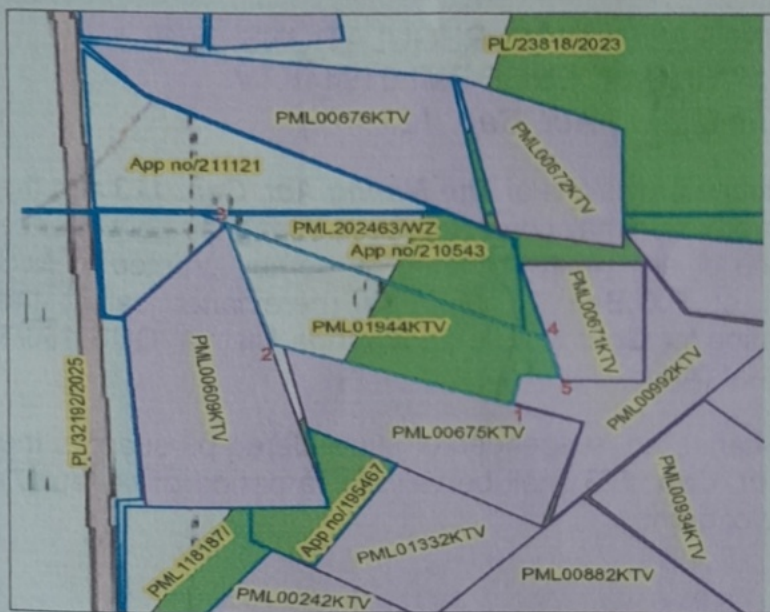 PL/23818/2023
PML00676KTV
PML00672KTV
App no/211121
3
PML202463/WZ
App no/210543
PML01944KTV
4
PML00671KTV
2
5
PML00609KTV
PML00992KTV
1
PML00675KTV
PL/32192/2025
App no/195467
PML00934KTV
PML118187/
PML01332KTV
PML00882KTV
PML00242KTV